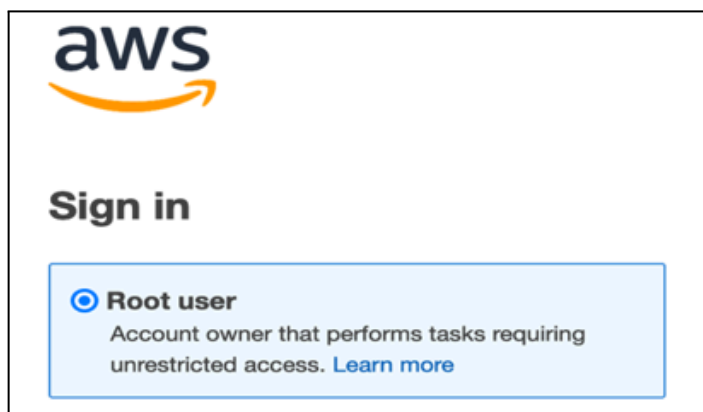 aws
Sign in
Root user
Account owner that performs tasks requiring
unrestricted access. Learn more